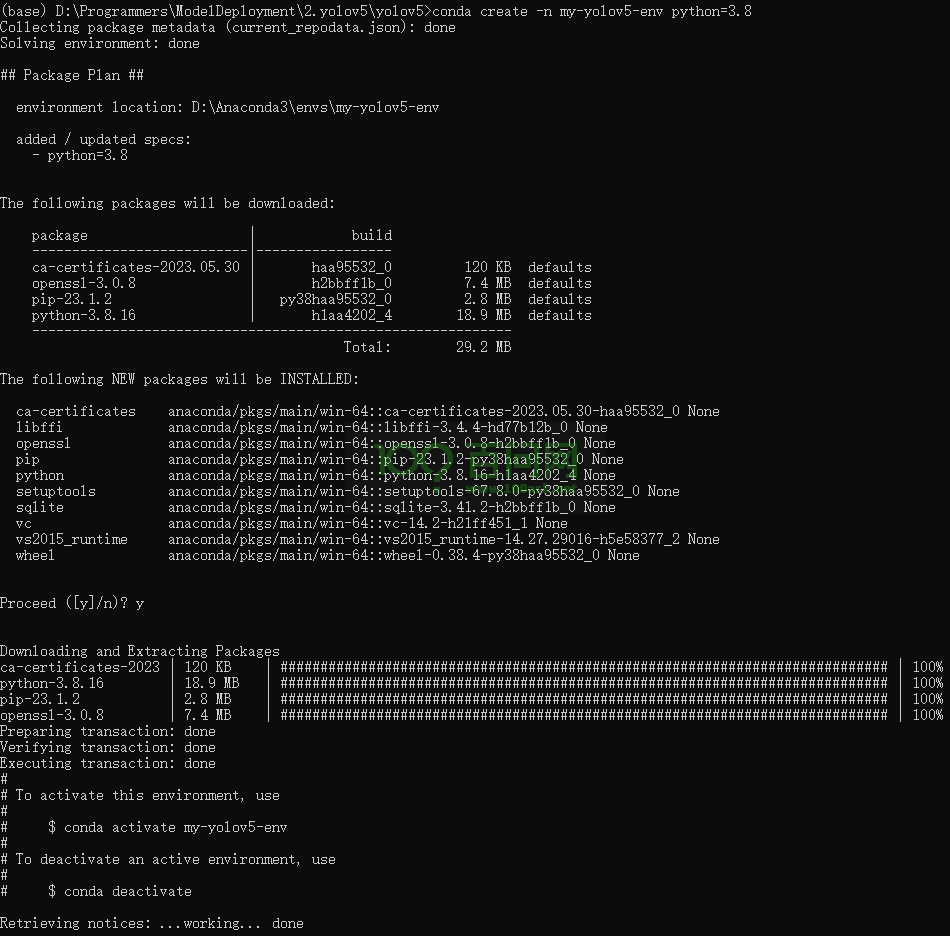 (base) D:\Programmers\ModelDeployment\2.yolov5\yolov5>conda create -n my-yolov5-env python=3.8
Collecting package metadata (current_repodata.json): done
Solving environment: done
## Package Plan ##
environment location: D:\Anaconda3\envs\my-yolov5-env
added / updated specs:
- python=3.8
The following packages will be downloaded:
package | build
---------------------------|-----------------
ca-certificates-2023.05.30 | haa95532_0 120 KB defaults
openssl-3.0.8 | h2bbff1b_0 7.4 MB defaults
pip-23.1.2 | py38haa95532_0 2.8 MB defaults
python-3.8.16 | h1aa4202_4 18.9 MB defaults
------------------------------------------------------------
Total: 29.2 MB
The following NEW packages will be INSTALLED:
ca-certificates anaconda/pkgs/main/win-64::ca-certificates-2023.05.30-haa95532_0 None
libffi anaconda/pkgs/main/win-64::libffi-3.4.4-hd77b12b_0 None
openssl anaconda/pkgs/main/win-64::openssl-3.0.8-h2bbff1b_0 None
pip anaconda/pkgs/main/win-64::pip-23.1.2-py38haa95532_0 None
python anaconda/pkgs/main/win-64::python-3.8.16-h1aa4202_4 None
setuptools anaconda/pkgs/main/win-64::setuptools-67.8.0-py38haa95532_0 None
sqlite anaconda/pkgs/main/win-64::sqlite-3.41.2-h2bbff1b_0 None
vc anaconda/pkgs/main/win-64::vc-14.2-h21ff451_1 None
vs2015_runtime anaconda/pkgs/main/win-64::vs2015_runtime-14.27.29016-h5e58377_2 None
wheel anaconda/pkgs/main/win-64::wheel-0.38.4-py38haa95532_0 None
Proceed ([y]/n)? y
Downloading and Extracting Packages
ca-certificates-2023 | 120 KB | ############################################################################ | 100%
python-3.8.16 | 18.9 MB | ############################################################################ | 100%
pip-23.1.2 | 2.8 MB | ############################################################################ | 100%
openssl-3.0.8 | 7.4 MB | ############################################################################ | 100%
Preparing transaction: done
Verifying transaction: done
Executing transaction: done
#
# To activate this environment, use
#
# $ conda activate my-yolov5-env
#
# To deactivate an active environment, use
#
# $ conda deactivate
Retrieving notices: ...working... done